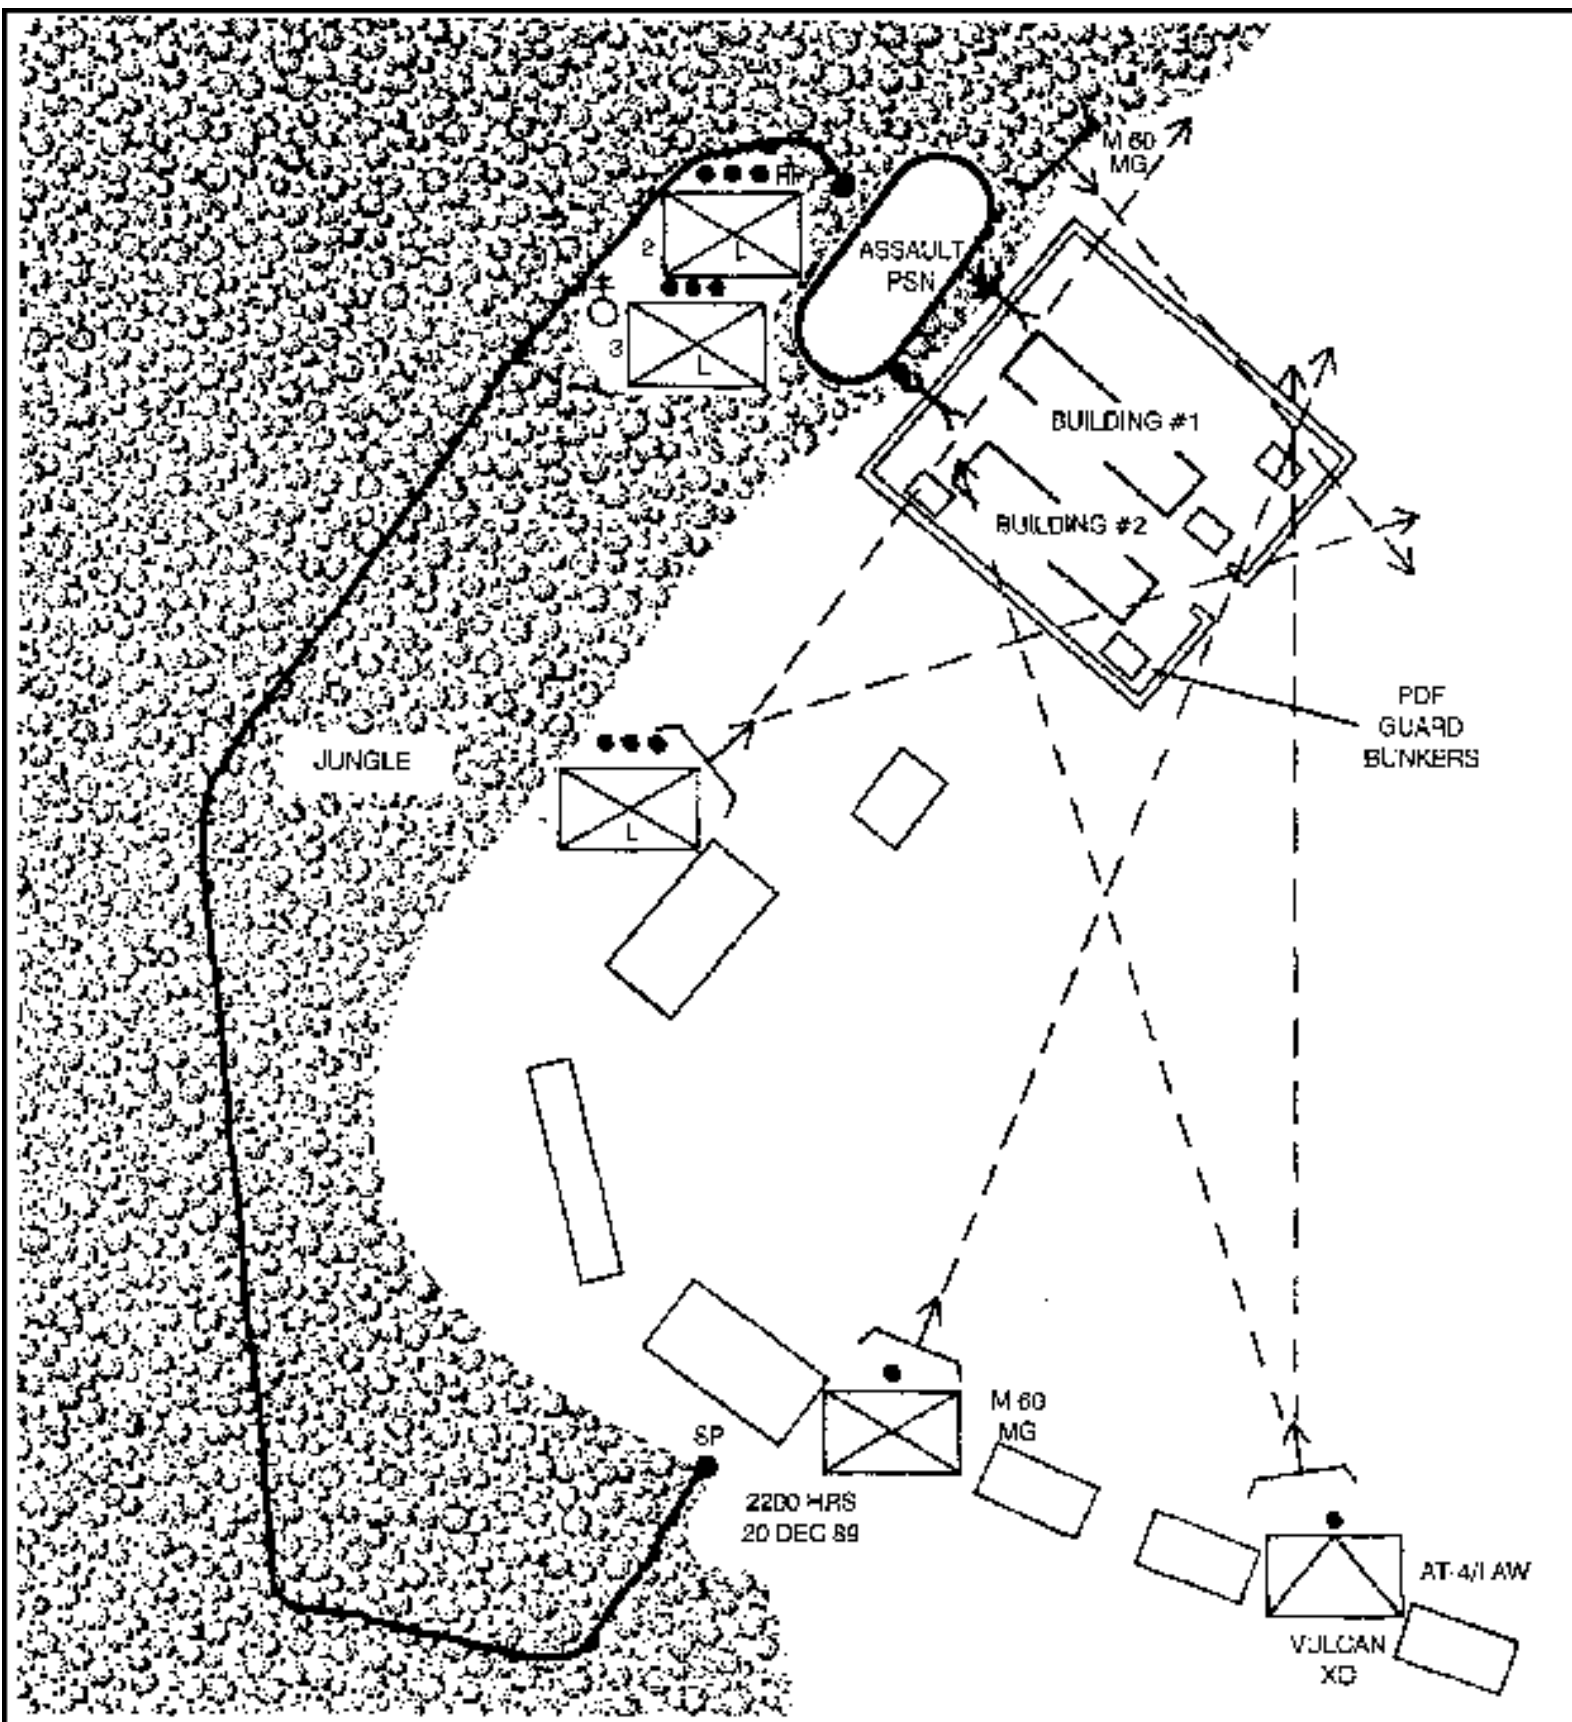 M 60
MG
RP
2
L
ASSAULT
PSN
3
L
BUILDING #1
BUILDING #2
PDF
GUARD
BUNKERS
JUNGLE
L
SP
M 60
MG
2200 HRS
20 DEC 89
AT-4/LAW
VULCAN
XO